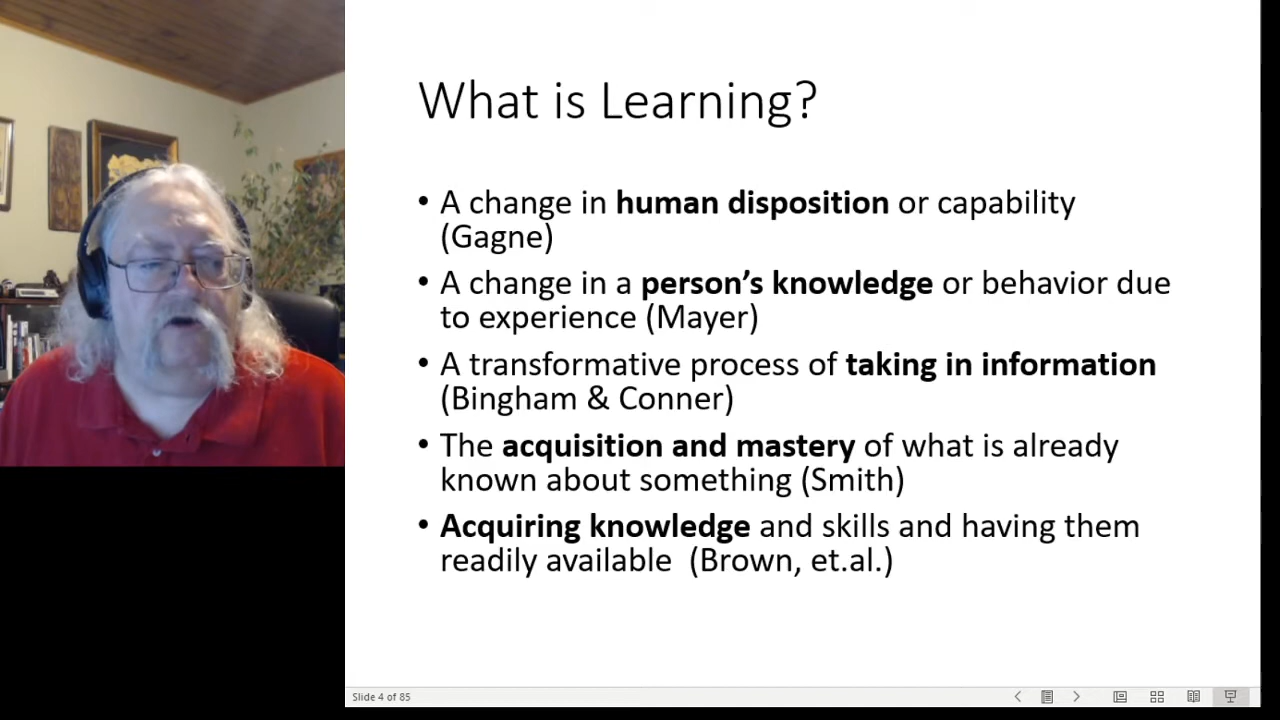 What is Learning?
• A change in human disposition or capability
(Gagne)
• A change in a person’s knowledge or behavior due
to experience (Mayer)
• A transformative process of taking in information
(Bingham & Conner)
• The acquisition and mastery of what is already
known about something (Smith)
• Acquiring knowledge and skills and having them
readily available  (Brown, et.al.)
Slide 4 of 85